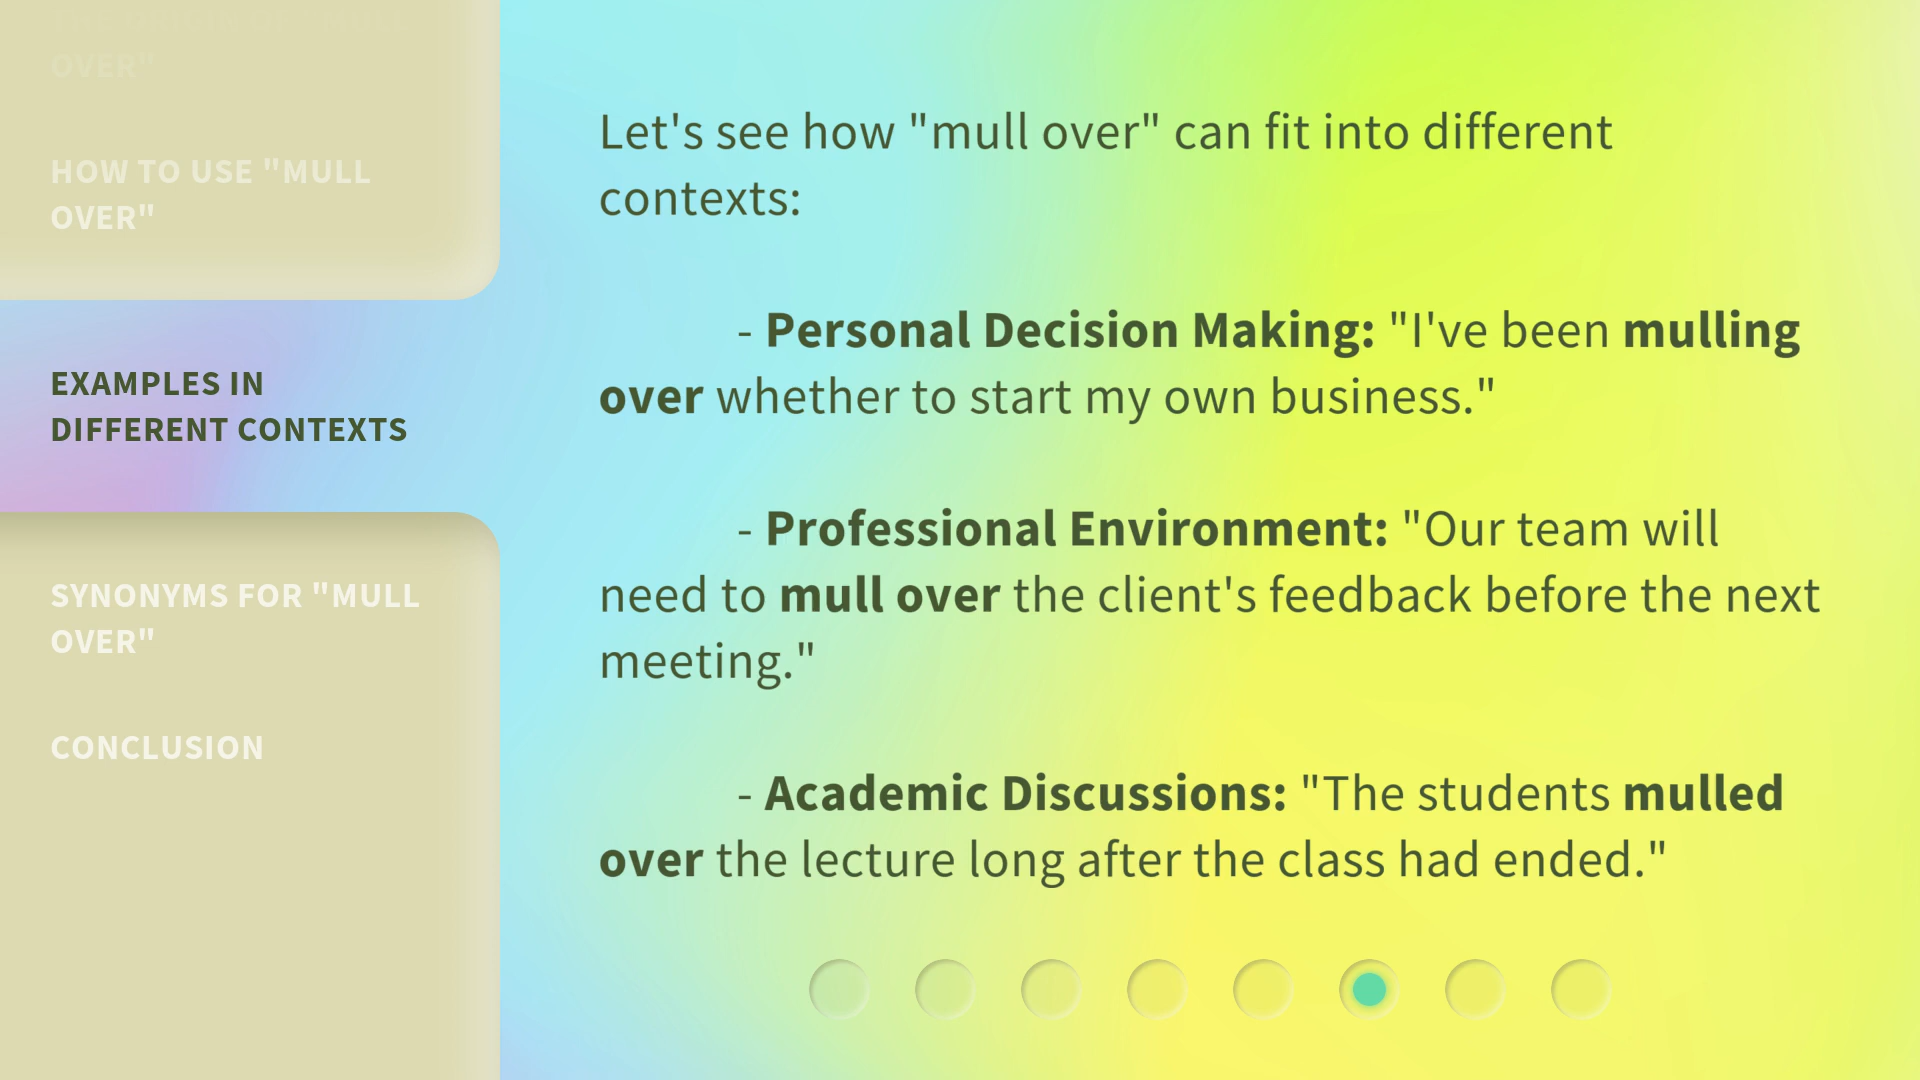 OVER"
HOW TO USE "MULL
OVER"
EXAMPLES IN
DIFFERENT CONTEXTS
SYNONYMS FOR "MULL
OVER"
CONCLUSION
Let's see how "mull over" can fit into different
contexts:
- Personal Decision Making: "I've been mulling
over whether to start my own business."
- Professional Environment: "Our team will
need to mull over the client's feedback before the next
meeting."
- Academic Discussions: "The students mulled
over the lecture long after the class had ended."